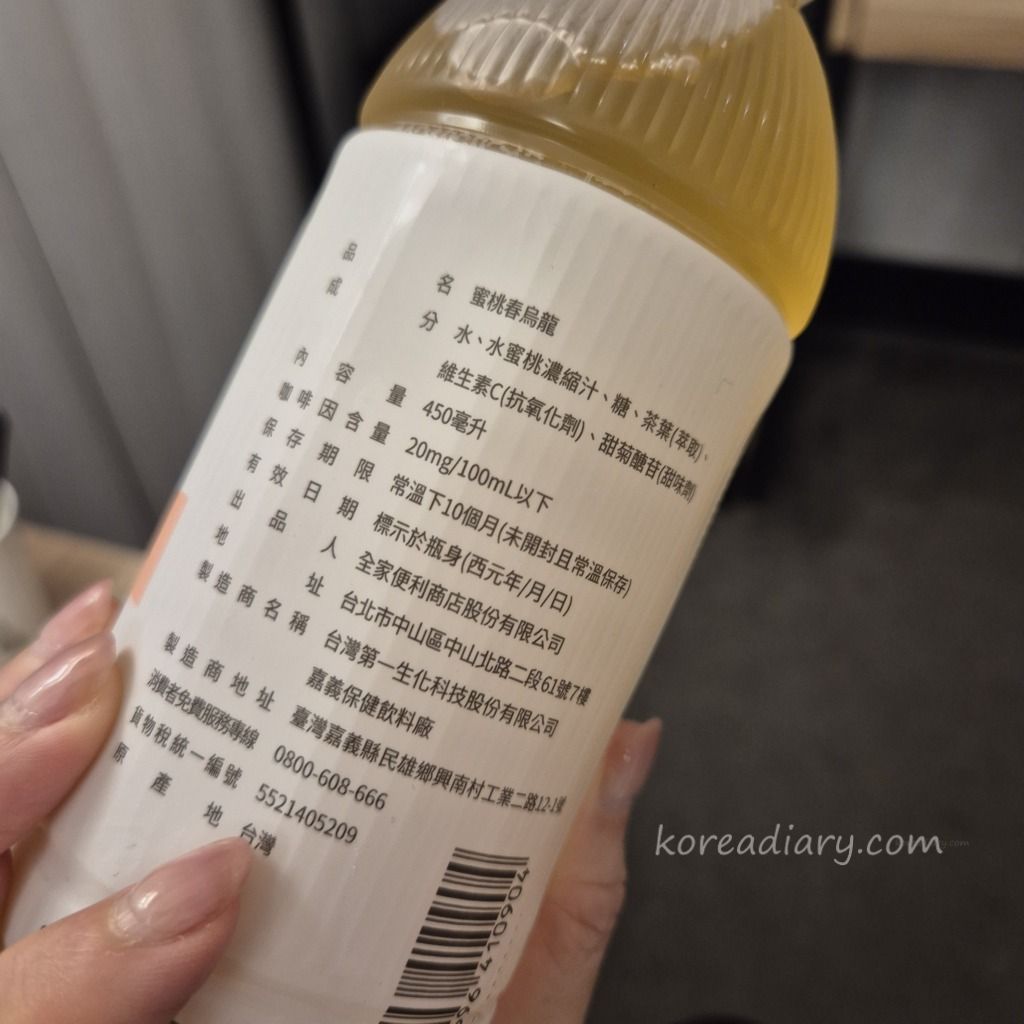 品名 蜜桃春烏龍
成分 水、水蜜桃濃縮汁、糖、茶葉(萃取)、
維生素C(抗氧化劑)、甜菊醣苷(甜味劑)
內容量 450毫升
咖啡因含量 20mg/100mL以下
保存期限 常溫下10個月(未開封且常溫保存)
有效日期 標示於瓶身(西元年/月/日)
出品人 全家便利商店股份有限公司
地址 台北市中山區中山北路二段61號7樓
製造商名稱 台灣第一生化科技股份有限公司
嘉義保健飲料廠
製造商地址 臺灣嘉義縣民雄鄉興南村工業二路12-1號
消費者免費服務專線 0800-608-666
貨物稅統一編號 5521405209
原產地 台灣
410904
koreadiary.com